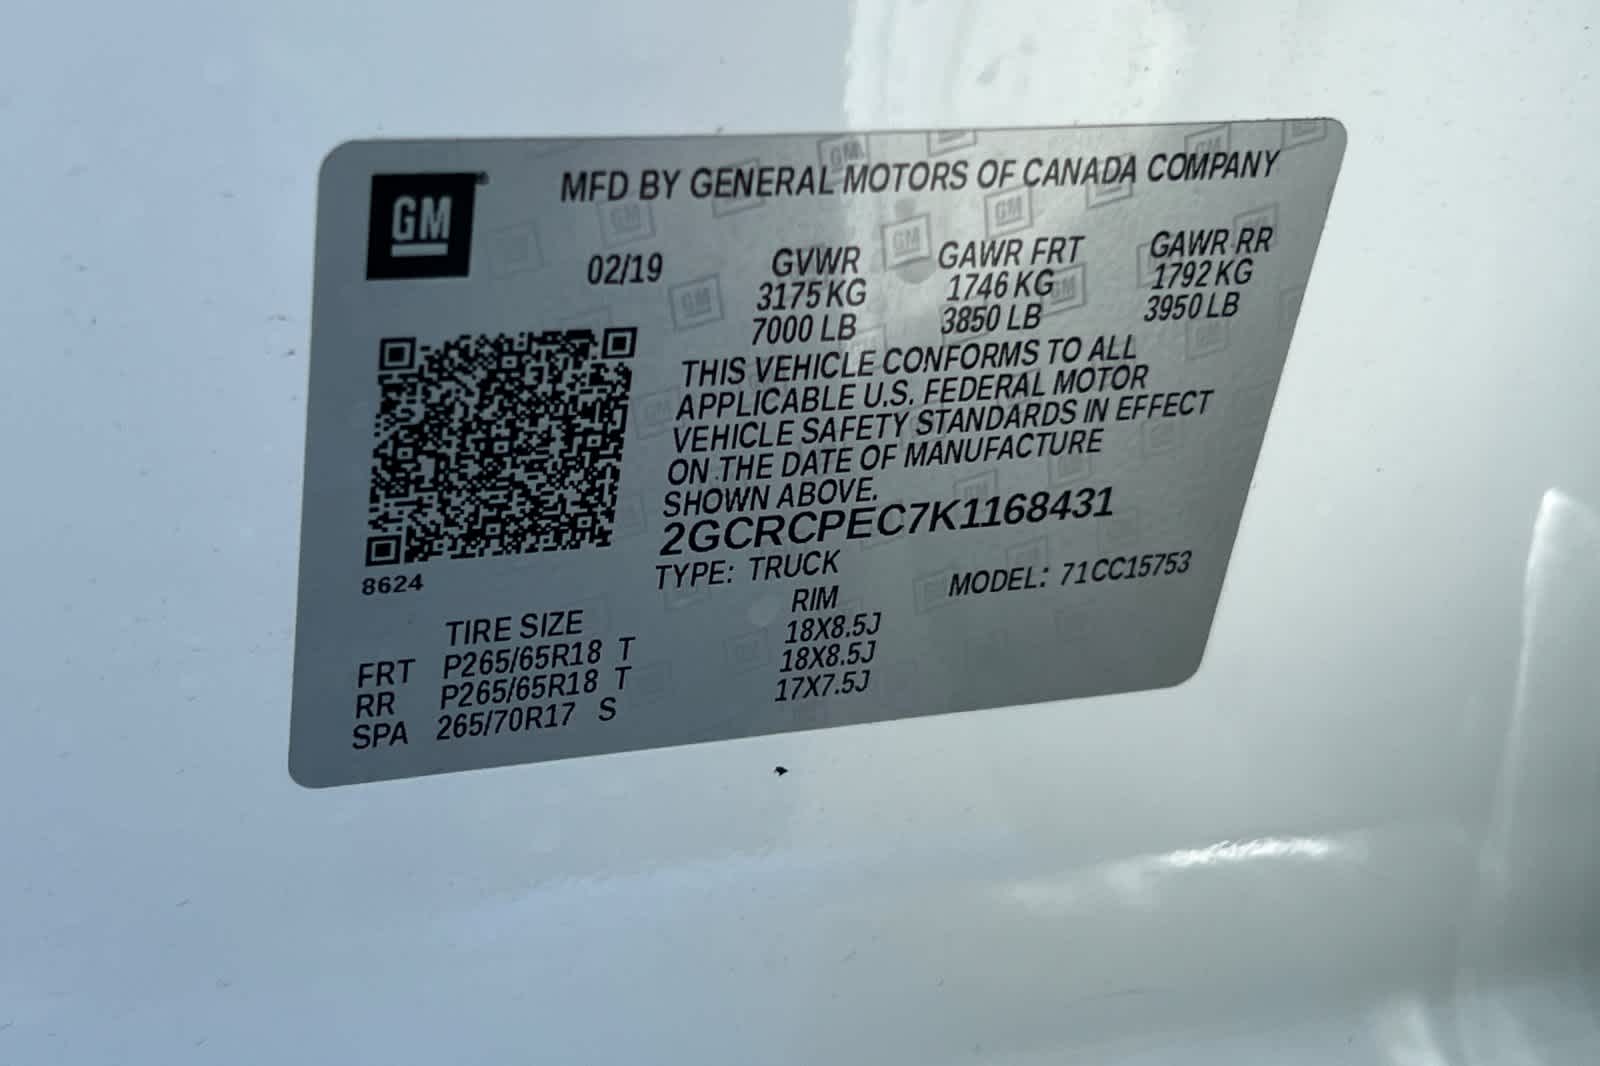 GM
MFD BY GENERAL MOTORS OF CANADA COMPANY
02/19 GVWR GAWR FRT GAWR RR
3175 KG 1746 KG 1792 KG
7000 LB 3850 LB 3950 LB
THIS VEHICLE CONFORMS TO ALL
APPLICABLE U.S. FEDERAL MOTOR
VEHICLE SAFETY STANDARDS IN EFFECT
ON THE DATE OF MANUFACTURE
SHOWN ABOVE.
2GCRCPEC7K1168431
8624
TYPE: TRUCK MODEL: 71CC15753
TIRE SIZE RIM
FRT P265/65R18 T 18X8.5J
RR P265/65R18 T 18X8.5J
SPA 265/70R17 S 17X7.5J